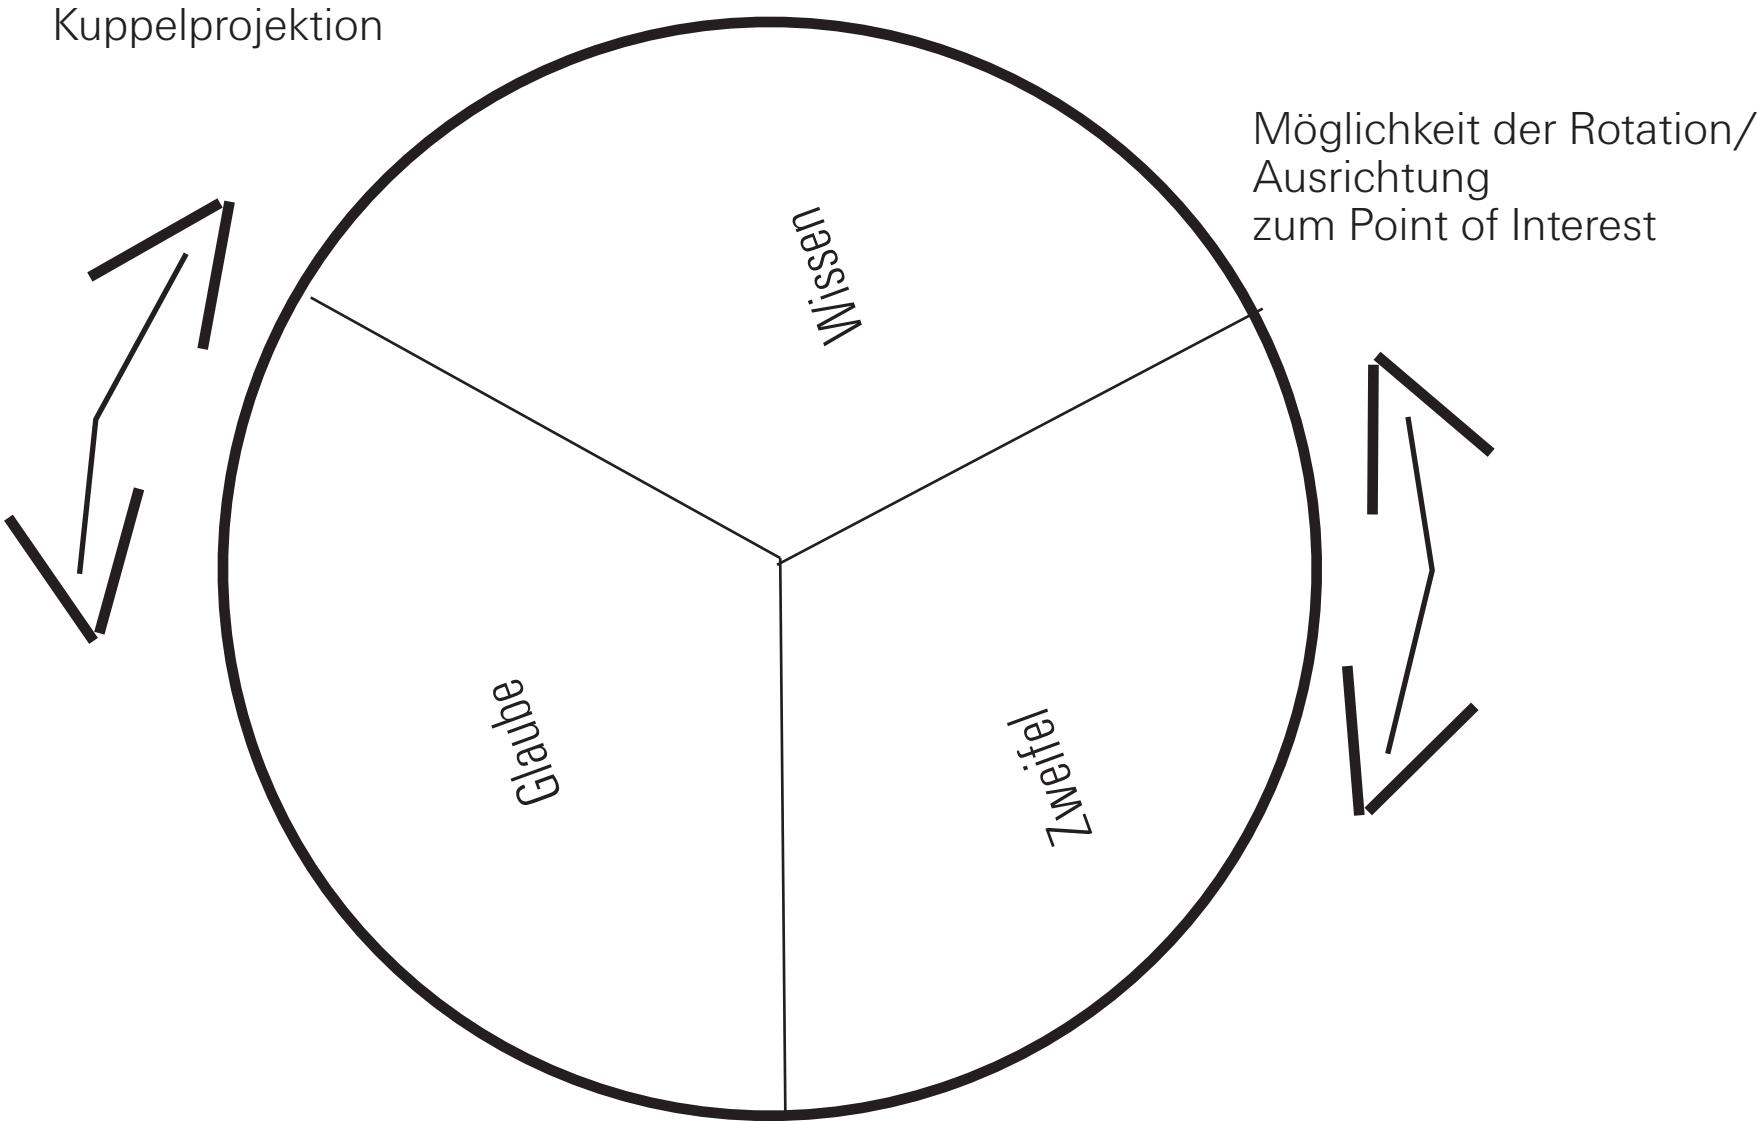 Kuppelprojektion
Möglichkeit der Rotation/
Ausrichtung
zum Point of Interest
Wissen
Glaube
Zweifel